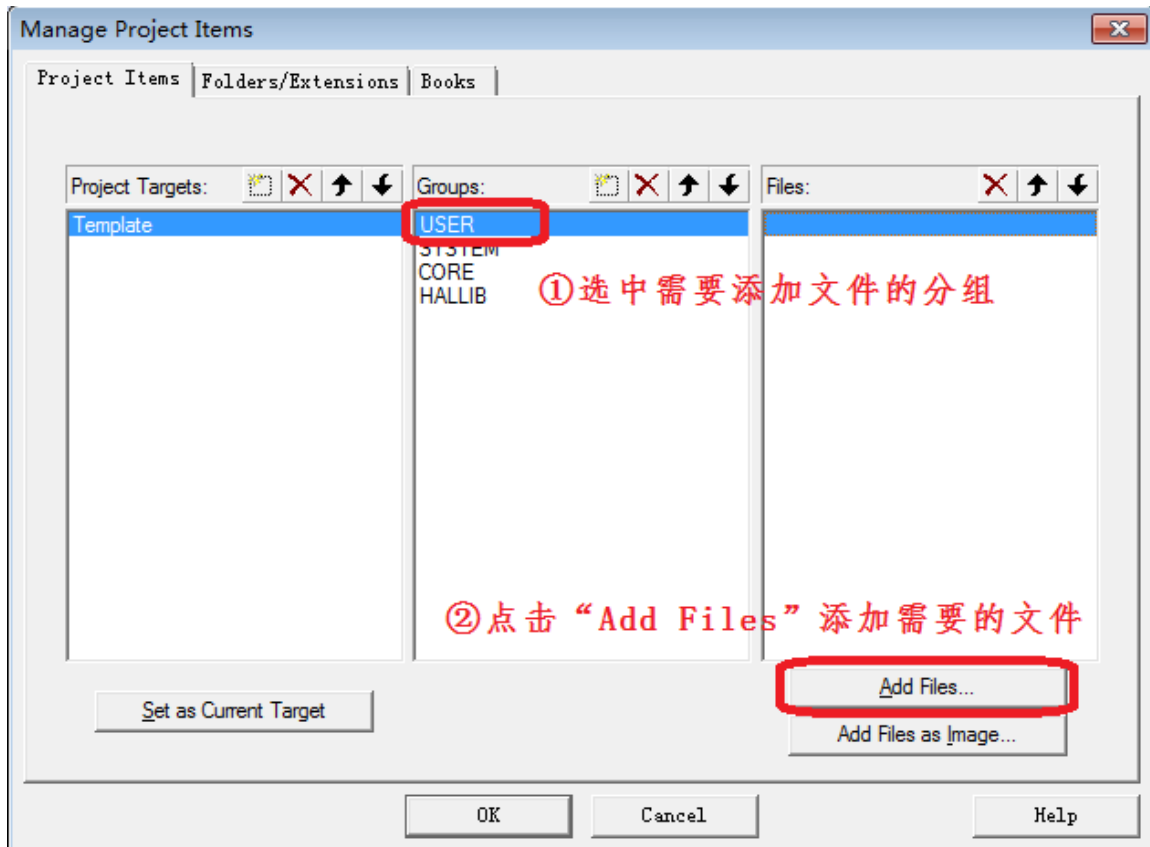 Manage Project Items
Project Items Folders/Extensions Books
Project Targets: Groups: Files:
Template USER
SYSTEM
CORE
HALLIB
①选中需要添加文件的分组
②点击“Add Files”添加需要的文件
Add Files...
Set as Current Target
Add Files as Image...
OK Cancel Help